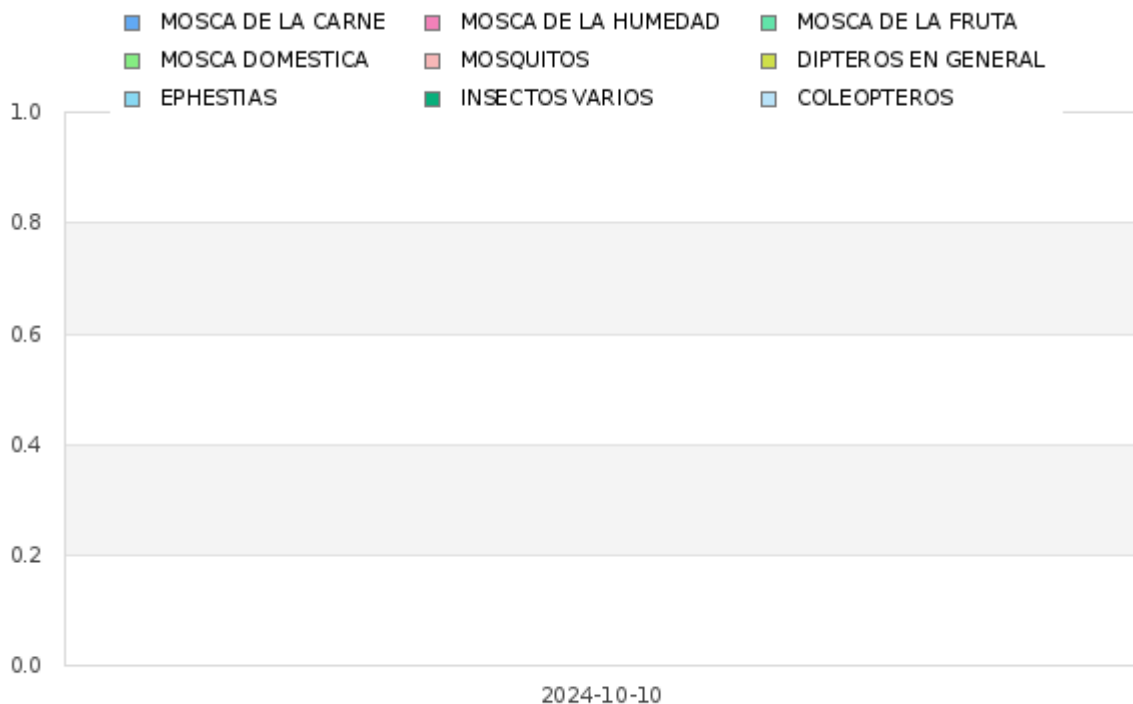 MOSCA DE LA CARNE MOSCA DE LA HUMEDAD MOSCA DE LA FRUTA
MOSCA DOMESTICA MOSQUITOS DIPTEROS EN GENERAL
EPHESTIAS INSECTOS VARIOS COLEOPTEROS
1.0
0.8
0.6
0.4
0.2
0.0
2024-10-10